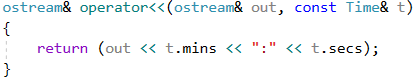 ostream& operator<<(ostream& out, const Time& t)
{
    return (out << t.mins << ":" << t.secs);
}